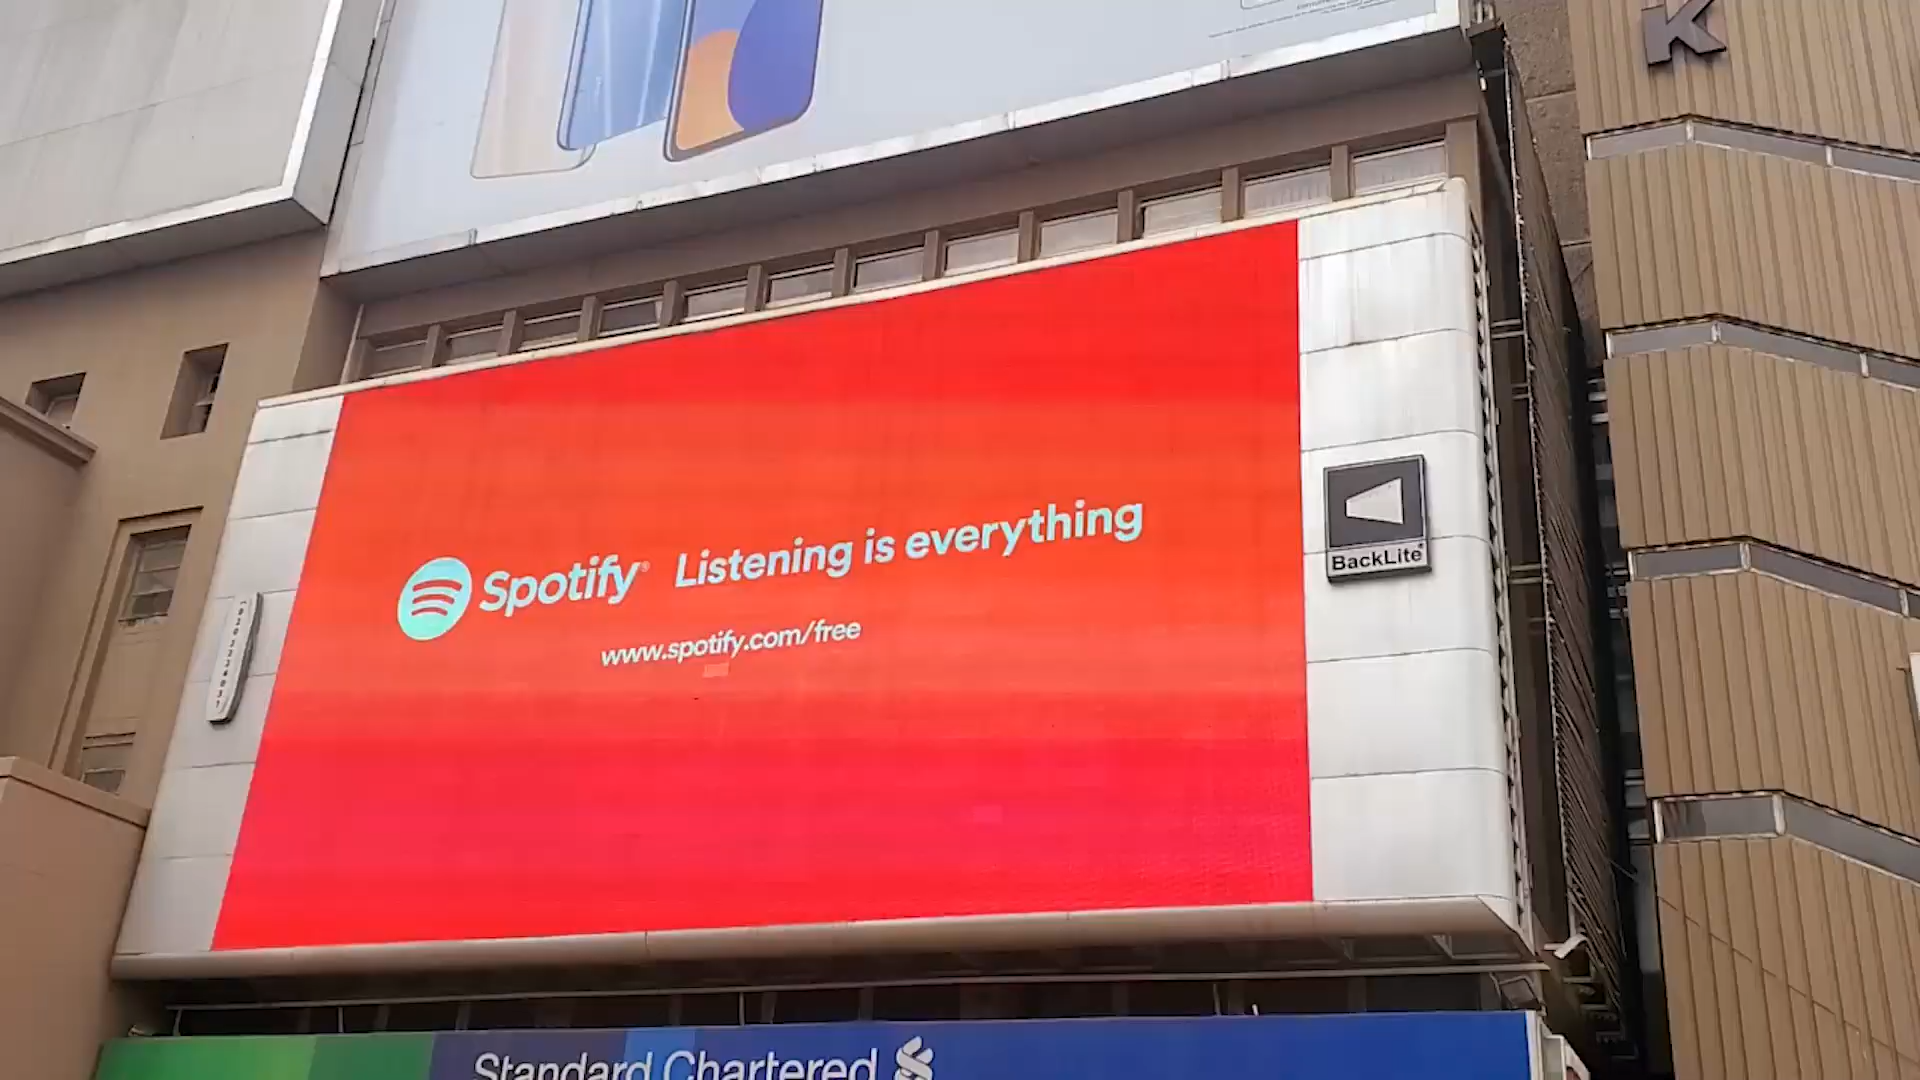 K
Spotify® Listening is everything
www.spotify.com/free
BackLite
Standard Chartered